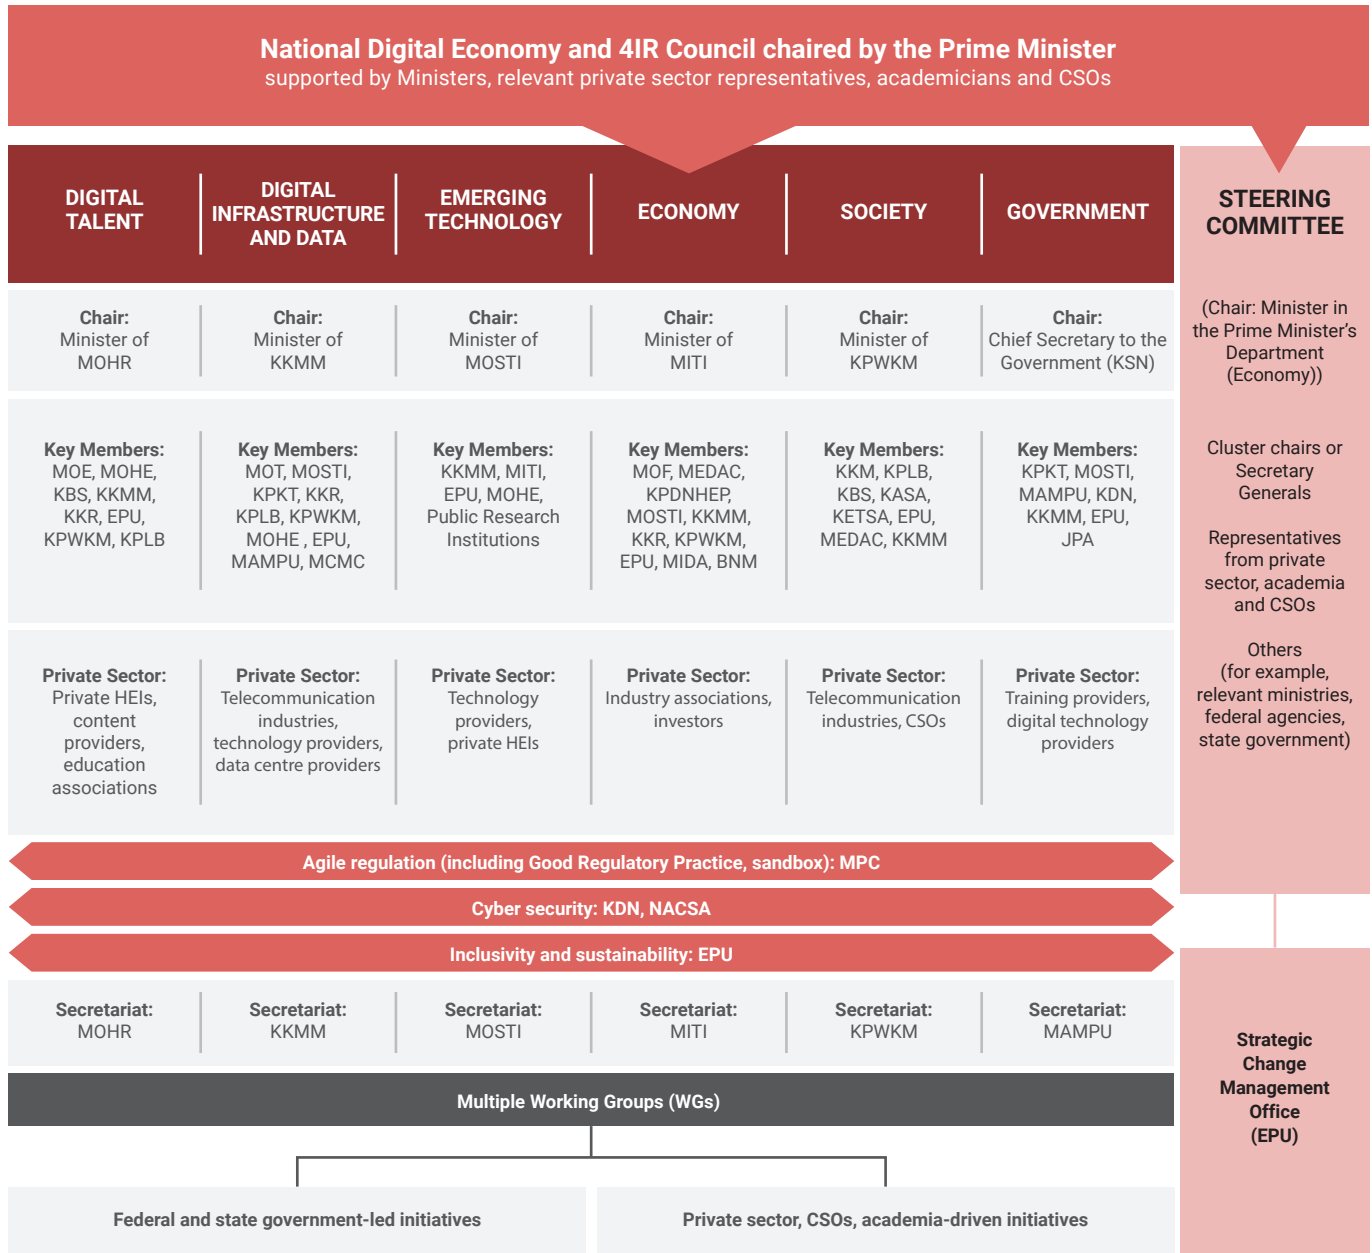 National Digital Economy and 4IR Council chaired by the Prime Minister
supported by Ministers, relevant private sector representatives, academicians and CSOs
DIGITAL
TALENT
DIGITAL
INFRASTRUCTURE
AND DATA
EMERGING
TECHNOLOGY
ECONOMY
SOCIETY
GOVERNMENT
STEERING
COMMITTEE
Chair:
Minister of
MOHR
Chair:
Minister of
KKMM
Chair:
Minister of
MOSTI
Chair:
Minister of
MITI
Chair:
Minister of
KPWKM
Chair:
Chief Secretary to the
Government (KSN)
(Chair: Minister in
the Prime Minister's
Department
(Economy))
Key Members:
MOE, MOHE,
KBS, KKMM,
KKR, EPU,
KPWKM, KPLB
Key Members:
MOT, MOSTI,
KPKT, KKR,
KPLB, KPWKM,
MOHE , EPU,
MAMPU, MCMC
Key Members:
KKMM, MITI,
EPU, MOHE,
Public Research
Institutions
Key Members:
MOF, MEDAC,
KPDNHEP,
MOSTI, KKMM,
KKR, KPWKM,
EPU, MIDA, BNM
Key Members:
KKM, KPLB,
KBS, KASA,
KETSA, EPU,
MEDAC, KKMM
Key Members:
KPKT, MOSTI,
MAMPU, KDN,
KKMM, EPU,
JPA
Cluster chairs or
Secretary
Generals
Representatives
from private
sector, academia
and CSOs
Others
(for example,
relevant ministries,
federal agencies,
state government)
Private Sector:
Private HEIs,
content
providers,
education
associations
Private Sector:
Telecommunication
industries,
technology providers,
data centre providers
Private Sector:
Technology
providers,
private HEIs
Private Sector:
Industry associations,
investors
Private Sector:
Telecommunication
industries, CSOs
Private Sector:
Training providers,
digital technology
providers
Agile regulation (including Good Regulatory Practice, sandbox): MPC
Cyber security: KDN, NACSA
Inclusivity and sustainability: EPU
Secretariat:
MOHR
Secretariat:
KKMM
Secretariat:
MOSTI
Secretariat:
MITI
Secretariat:
KPWKM
Secretariat:
MAMPU
Strategic
Change
Management
Office
(EPU)
Multiple Working Groups (WGs)
Federal and state government-led initiatives
Private sector, CSOs, academia-driven initiatives